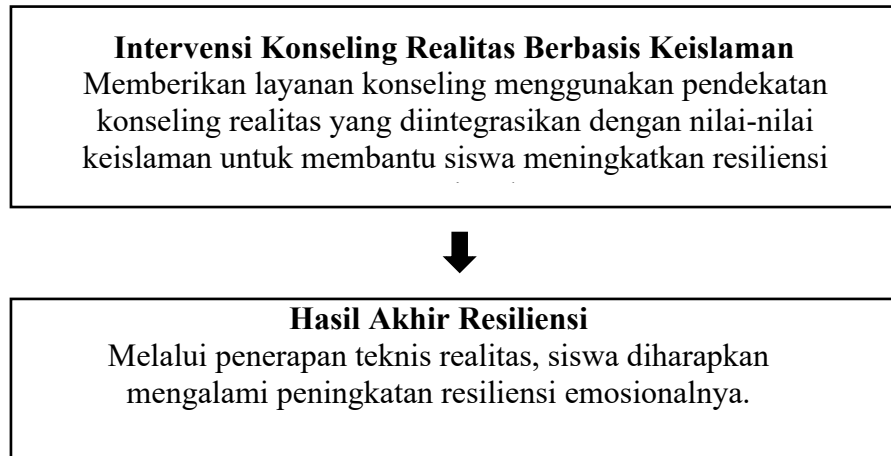 Intervensi Konseling Realitas Berbasis Keislaman
Memberikan layanan konseling menggunakan pendekatan
konseling realitas yang diintegrasikan dengan nilai-nilai
keislaman untuk membantu siswa meningkatkan resiliensi
Hasil Akhir Resiliensi
Melalui penerapan teknis realitas, siswa diharapkan
mengalami peningkatan resiliensi emosionalnya.